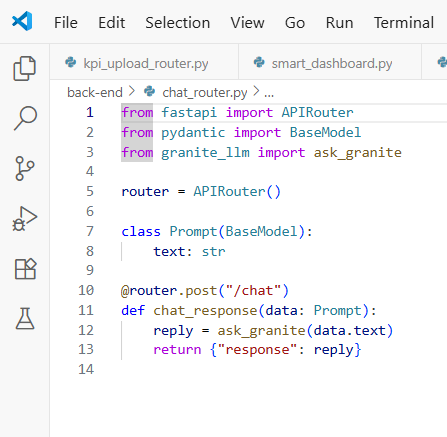 File Edit Selection View Go Run Terminal
kpi_upload_router.py smart_dashboard.py
back-end > chat_router.py > ...
1 from fastapi import APIRouter
2 from pydantic import BaseModel
3 from granite_llm import ask_granite
4
5 router = APIRouter()
6
7 class Prompt(BaseModel):
8     text: str
9
10 @router.post("/chat")
11 def chat_response(data: Prompt):
12     reply = ask_granite(data.text)
13     return {"response": reply}
14